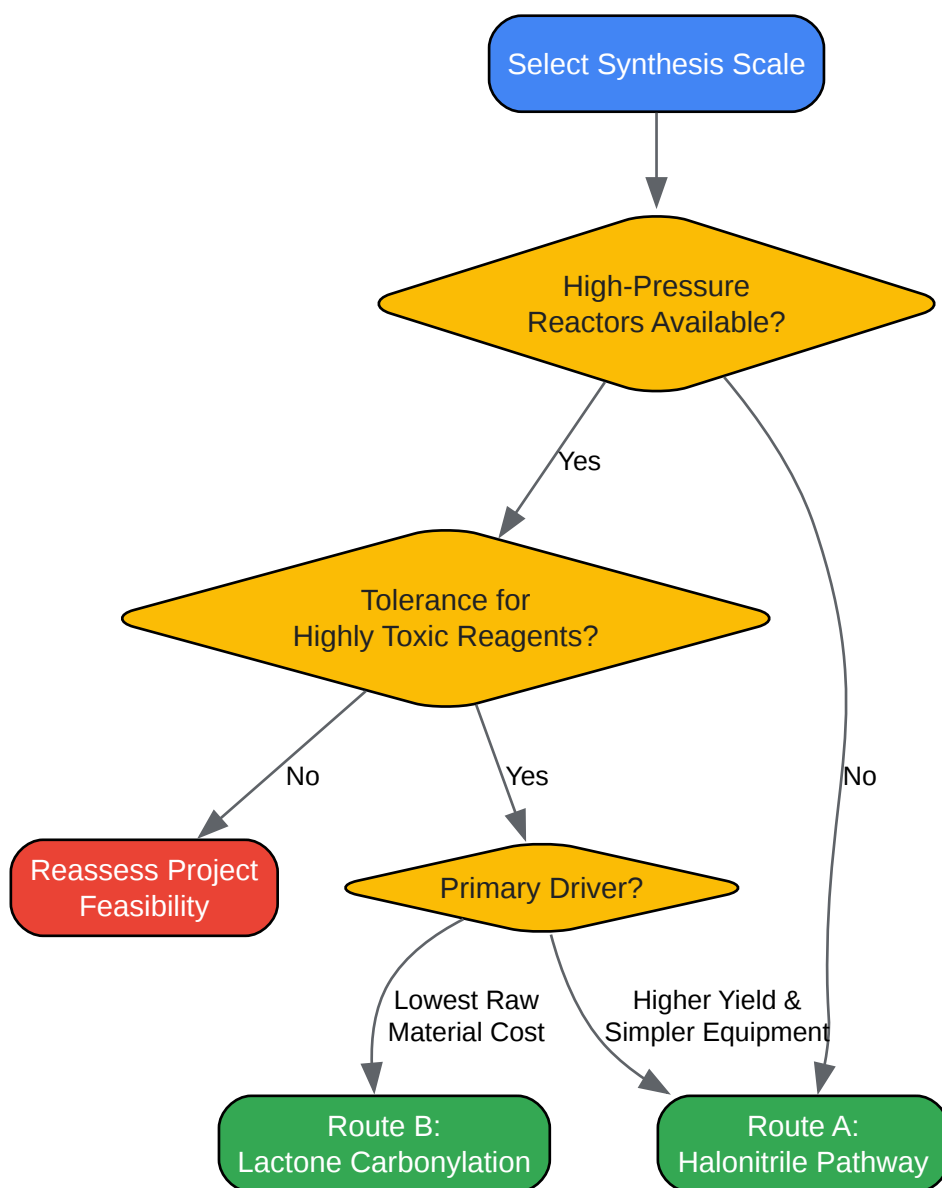 Select Synthesis Scale
High-Pressure
Reactors Available?
Yes
Tolerance for
Highly Toxic Reagents?
No
Yes
No
Reassess Project
Feasibility
Primary Driver?
Lowest Raw
Material Cost
Higher Yield &
Simpler Equipment
Route B:
Lactone Carbonylation
Route A:
Halonitrile Pathway